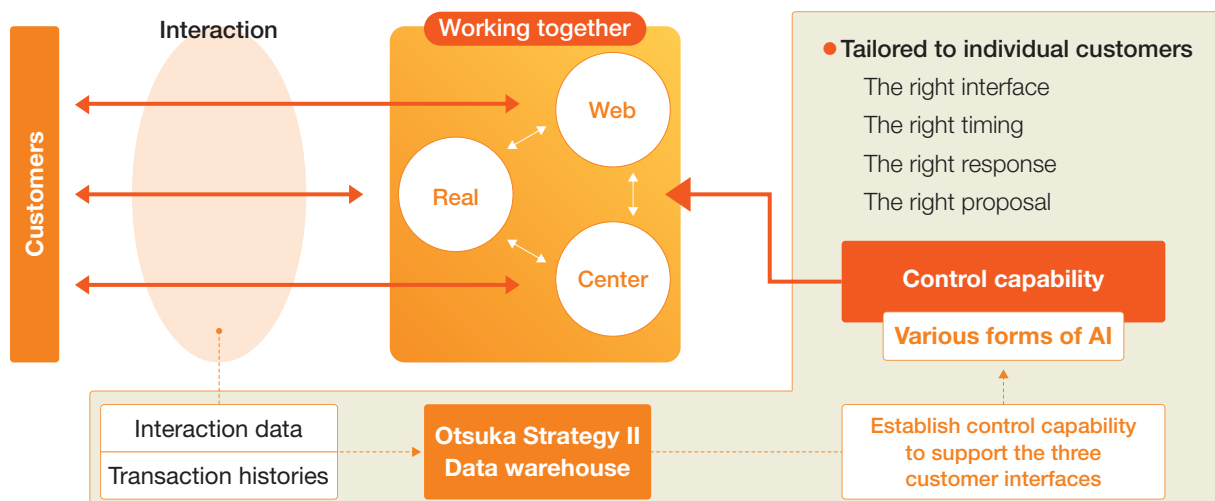 Interaction
Working together
Customers
Web
Real
Center
Tailored to individual customers
The right interface
The right timing
The right response
The right proposal
Control capability
Various forms of AI
Interaction data
Transaction histories
Otsuka Strategy II
Data warehouse
Establish control capability
to support the three
customer interfaces